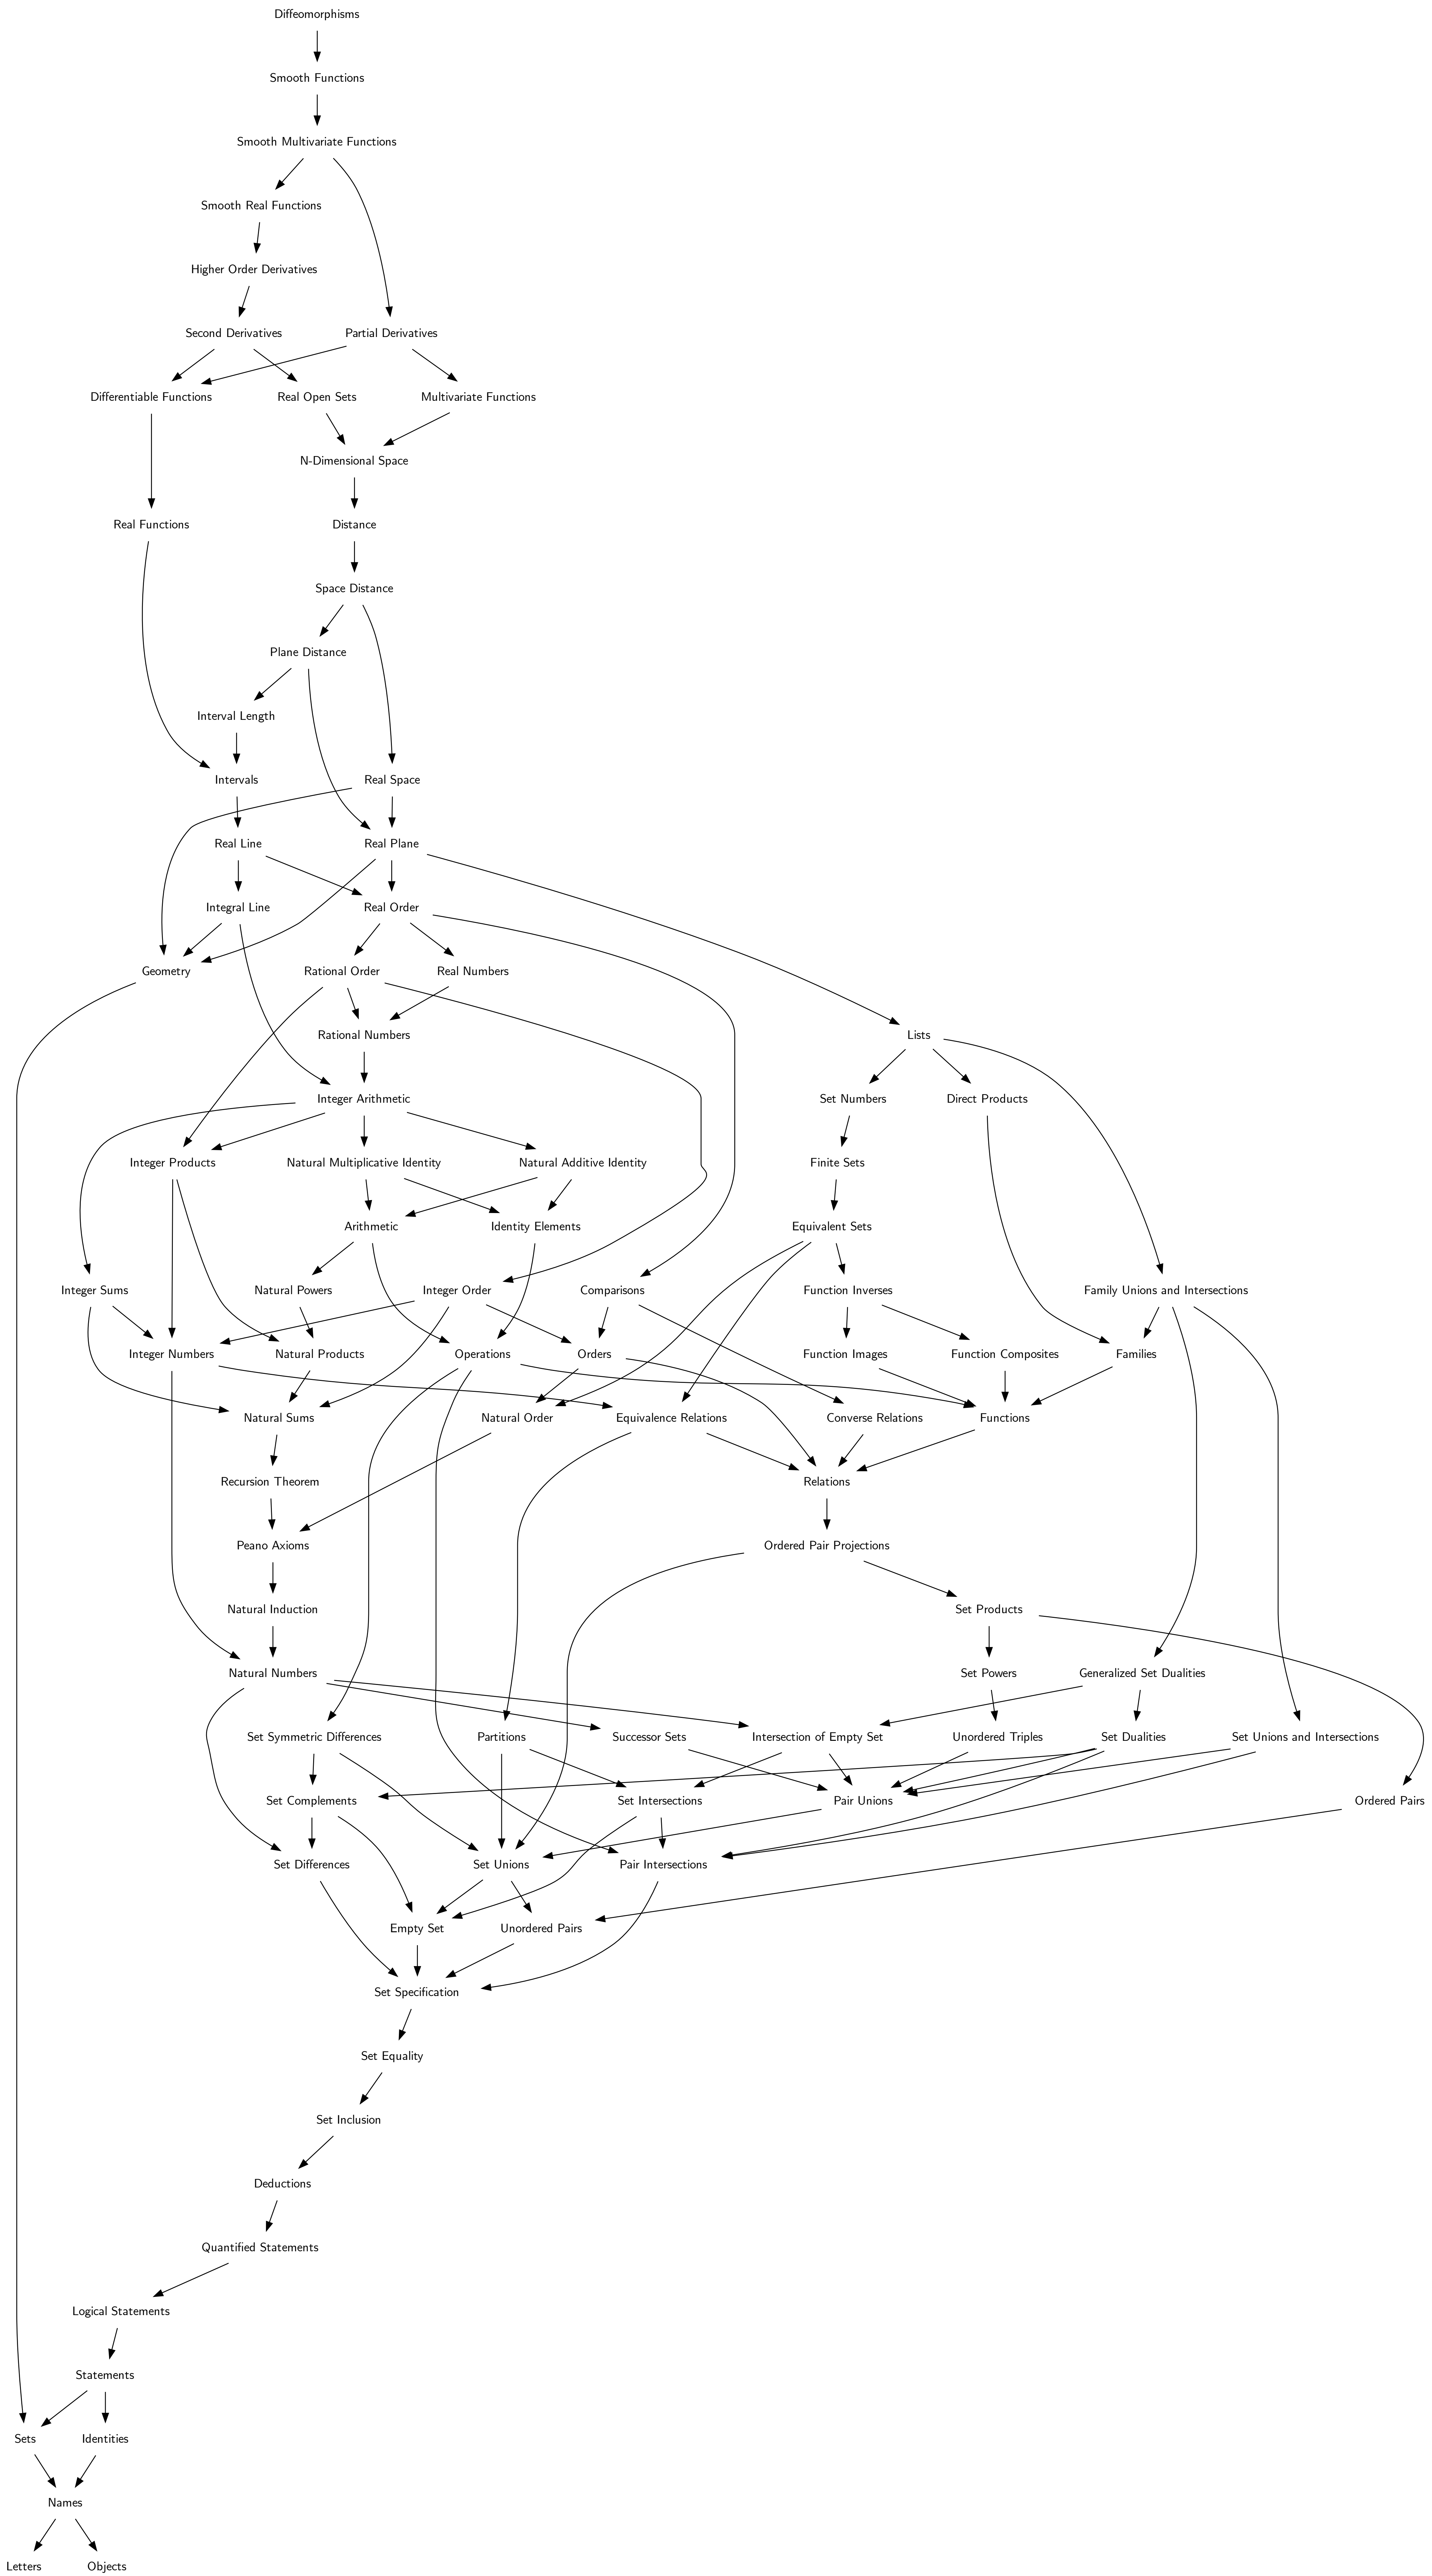 Diffeomorphisms
Smooth Functions
Smooth Multivariate Functions
Smooth Real Functions
Higher Order Derivatives
Second Derivatives
Partial Derivatives
Differentiable Functions
Real Open Sets
Multivariate Functions
N-Dimensional Space
Real Functions
Distance
Space Distance
Plane Distance
Interval Length
Intervals
Real Space
Real Line
Real Plane
Integral Line
Real Order
Geometry
Rational Order
Real Numbers
Rational Numbers
Lists
Integer Arithmetic
Set Numbers
Direct Products
Integer Products
Natural Multiplicative Identity
Natural Additive Identity
Finite Sets
Arithmetic
Identity Elements
Equivalent Sets
Integer Sums
Natural Powers
Integer Order
Comparisons
Function Inverses
Family Unions and Intersections
Integer Numbers
Natural Products
Operations
Orders
Function Images
Function Composites
Families
Natural Sums
Natural Order
Equivalence Relations
Converse Relations
Functions
Recursion Theorem
Relations
Peano Axioms
Ordered Pair Projections
Natural Induction
Set Products
Natural Numbers
Set Powers
Generalized Set Dualities
Set Symmetric Differences
Partitions
Successor Sets
Intersection of Empty Set
Unordered Triples
Set Dualities
Set Unions and Intersections
Set Complements
Set Intersections
Pair Unions
Ordered Pairs
Set Differences
Set Unions
Pair Intersections
Empty Set
Unordered Pairs
Set Specification
Set Equality
Set Inclusion
Deductions
Quantified Statements
Logical Statements
Statements
Sets
Identities
Names
Letters
Objects